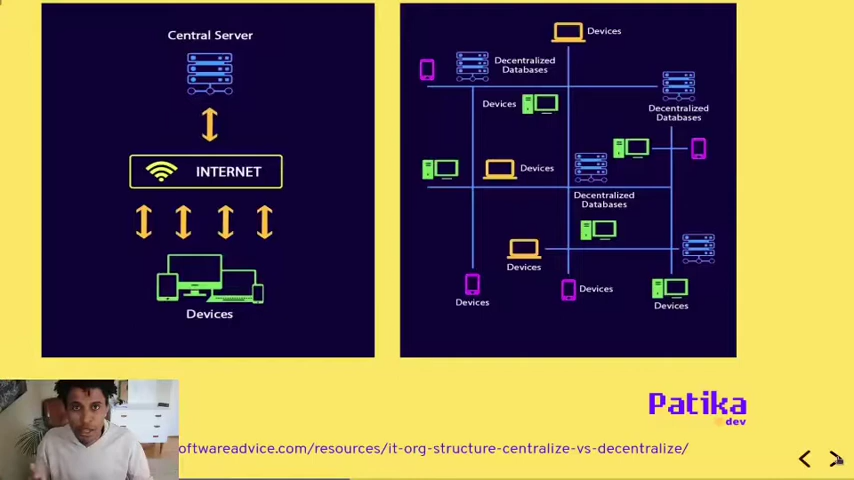 Central Server
INTERNET
Devices
Devices
Decentralized
Databases
Devices
Decentralized
Databases
Devices
Decentralized
Databases
Devices
Devices
Devices
Devices
Patika
dev
oftwareadvice.com/resources/it-org-structure-centralize-vs-decentralize/